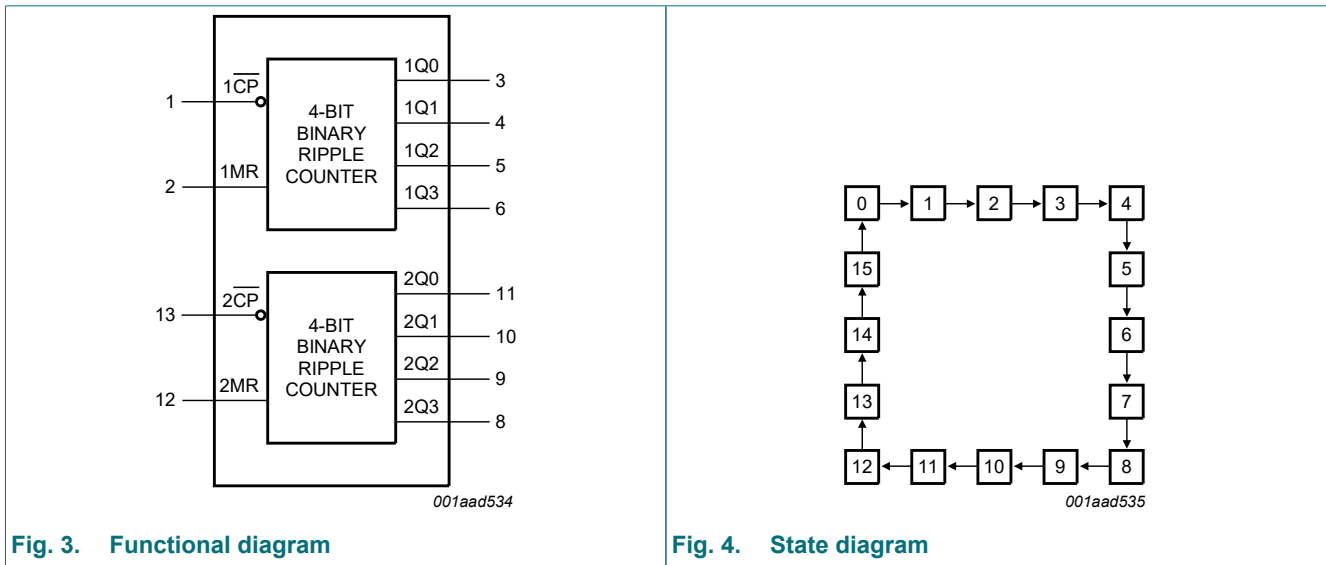 1CP
1
1MR
2
4-BIT
BINARY
RIPPLE
COUNTER
1Q0
3
1Q1
4
1Q2
5
1Q3
6
2CP
13
2MR
12
4-BIT
BINARY
RIPPLE
COUNTER
2Q0
11
2Q1
10
2Q2
9
2Q3
8
001aad534
Fig. 3. Functional diagram
0 1 2 3 4
15 5
14 6
13 7
12 11 10 9 8
001aad535
Fig. 4. State diagram